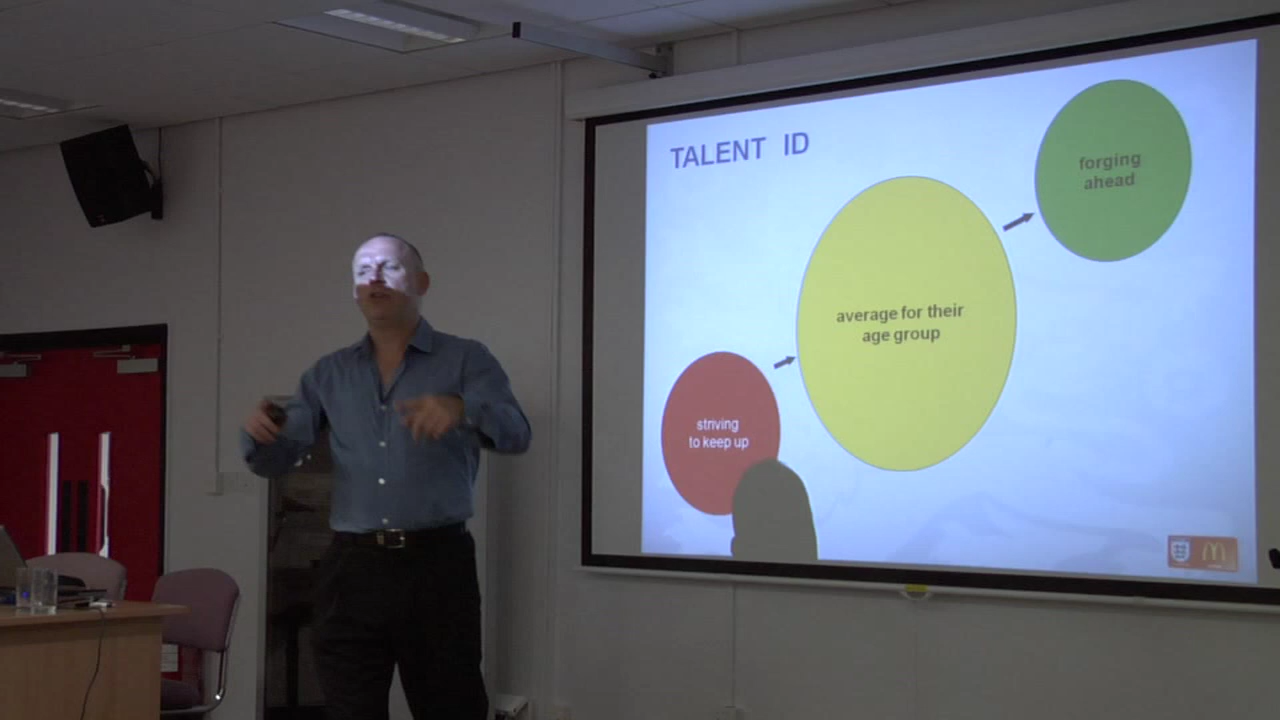 TALENT ID
forging
ahead
average for their
age group
striving
to keep up